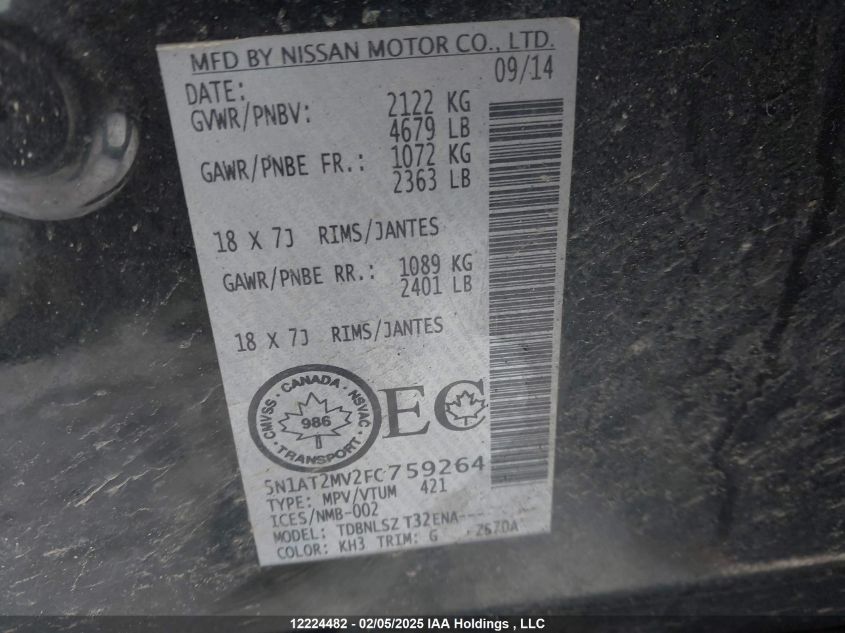 MFD BY NISSAN MOTOR CO., LTD.
DATE: 09/14
GVWR/PNBV: 2122 KG
4679 LB
GAWR/PNBE FR.: 1072 KG
2363 LB
18 X 7J RIMS/JANTES
GAWR/PNBE RR.: 1089 KG
2401 LB
18 X 7J RIMS/JANTES
CANADA
CMVSS 986 NSVAC
TRANSPORT
EC
5N1AT2MV2FC759264
TYPE: MPV/VTUM 421
ICES/NMB-002
MODEL: TDBNLSZ T32ENA---
COLOR: KH3 TRIM: G
12224482 - 02/05/2025 IAA Holdings, LLC